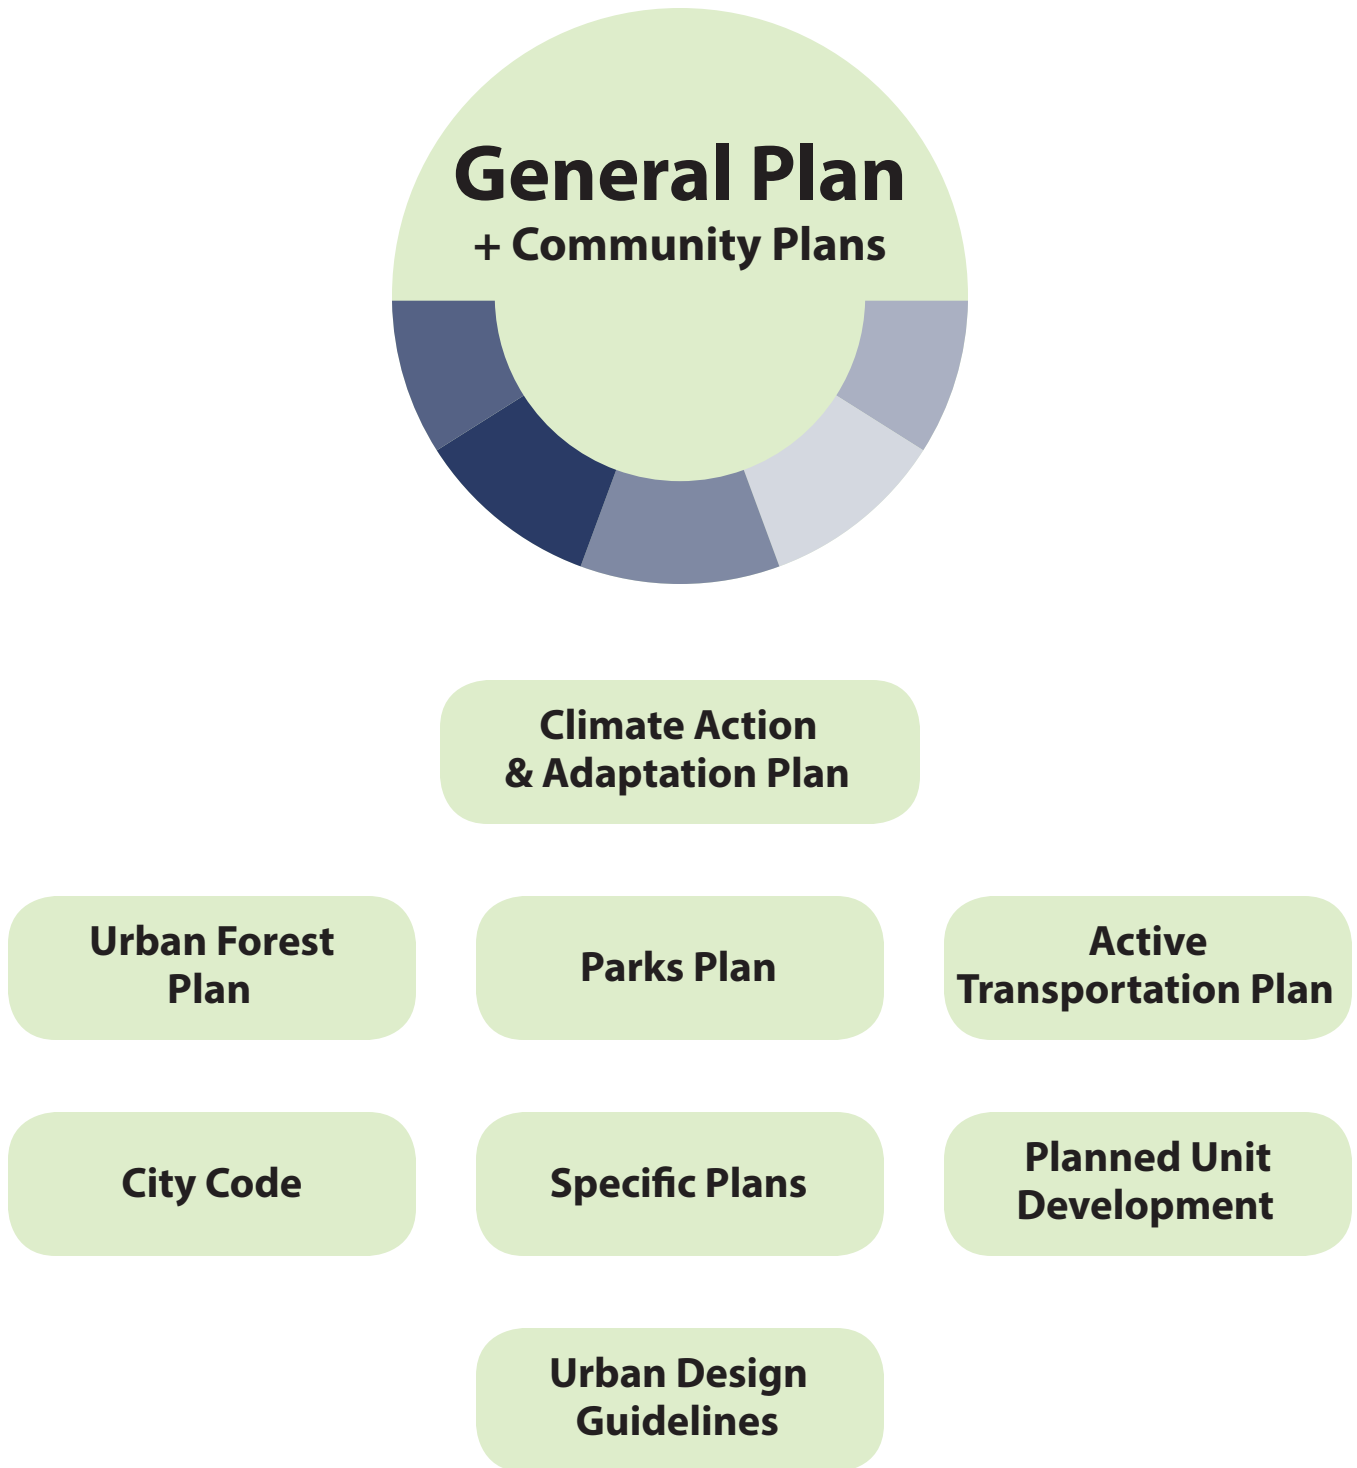 General Plan
+ Community Plans
Climate Action
& Adaptation Plan
Urban Forest
Plan
Parks Plan
Active
Transportation Plan
City Code
Specific Plans
Planned Unit
Development
Urban Design
Guidelines